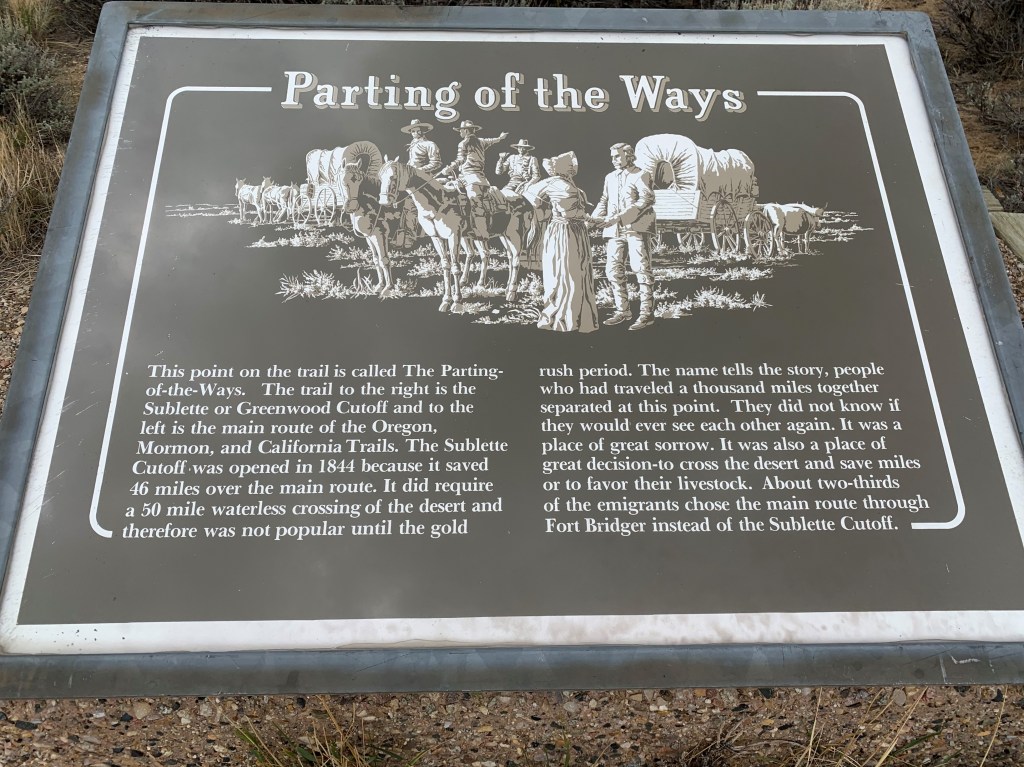 Parting of the Ways
This point on the trail is called The Parting-
of-the-Ways. The trail to the right is the
Sublette or Greenwood Cutoff and to the
left is the main route of the Oregon,
Mormon, and California Trails. The Sublette
Cutoff was opened in 1844 because it saved
46 miles over the main route. It did require
a 50 mile waterless crossing of the desert and
therefore was not popular until the gold
rush period. The name tells the story, people
who had traveled a thousand miles together
separated at this point. They did not know if
they would ever see each other again. It was a
place of great sorrow. It was also a place of
great decision-to cross the desert and save miles
or to favor their livestock. About two-thirds
of the emigrants chose the main route through
Fort Bridger instead of the Sublette Cutoff.